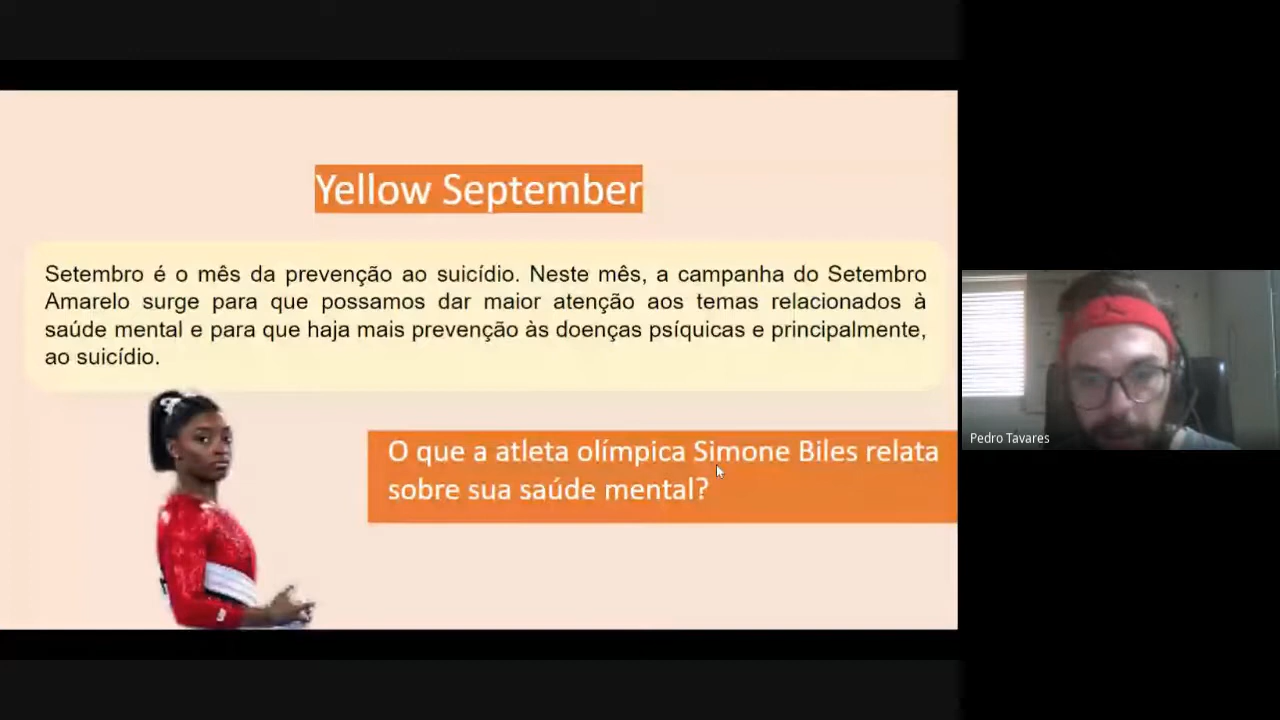 Yellow September
Setembro é o mês da prevenção ao suicídio. Neste mês, a campanha do Setembro
Amarelo surge para que possamos dar maior atenção aos temas relacionados à
saúde mental e para que haja mais prevenção às doenças psíquicas e principalmente,
ao suicídio.
O que a atleta olímpica Simone Biles relata
sobre sua saúde mental?
Pedro Tavares